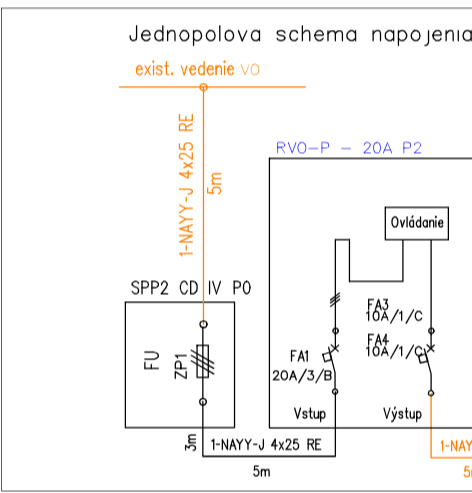 Jednopolova schema napojenia
exist. vedenie VO
1-NAYY-J 4x25 RE
5m
RVO-P - 20A P2
Ovládanie
SPP2 CD IV P0
FU
ZP1
FA3
10A/1/C
FA4
10A/1/C
FA1
20A/3/B
Vstup
Výstup
3m
1-NAYY-J 4x25 RE
5m
1-NAY